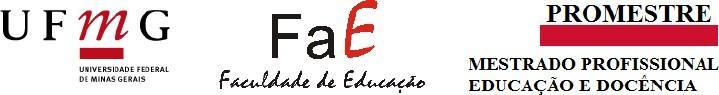 UFmG
UNIVERSIDADE FEDERAL
DE MINAS GERAIS
FaE
Faculdade de Educação
PROMESTRE
MESTRADO PROFISSIONAL
EDUCAÇÃO E DOCÊNCIA